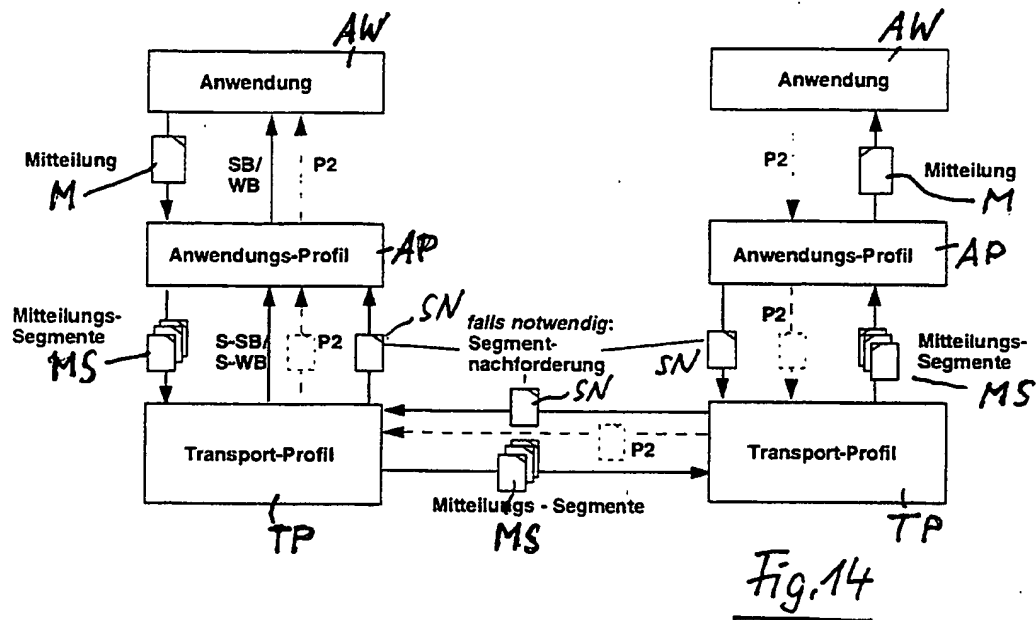 AW
AW
Anwendung
Anwendung
Mitteilung
M
SB/
WB
P2
P2
Mitteilung
M
Anwendungs-Profil
AP
Anwendungs-Profil
AP
Mitteilungs-
Segmente
MS
S-SB/
S-WB
P2
SN
falls notwendig:
Segment-
nachforderung
SN
P2
SN
Mitteilungs-
Segmente
MS
Transport-Profil
P2
Transport-Profil
Mitteilungs - Segmente
MS
TP
TP
Fig.14